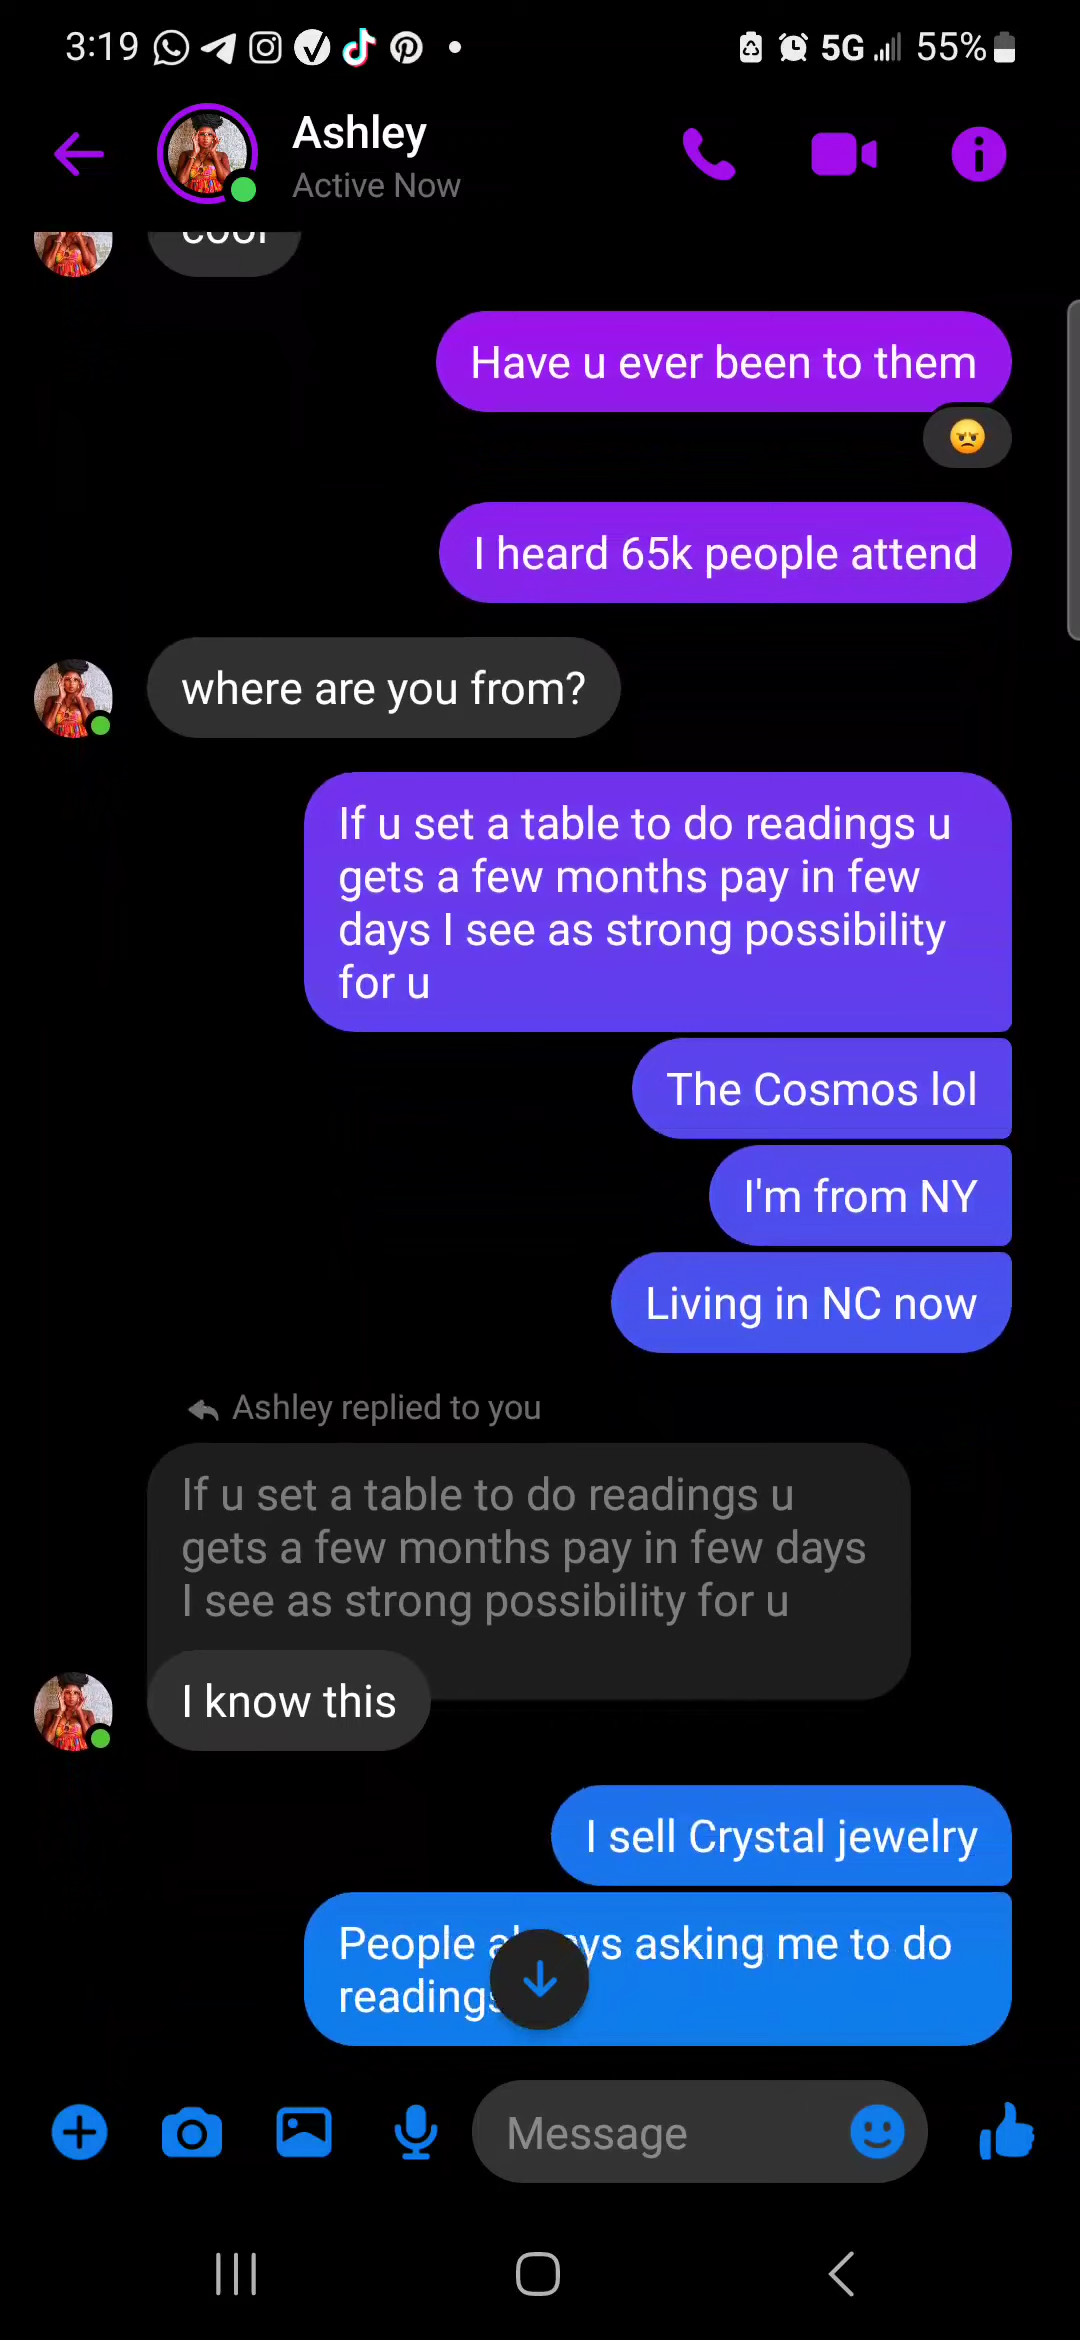 3:19
5G
55%
Ashley
Active Now
cool
Have u ever been to them
I heard 65k people attend
where are you from?
If u set a table to do readings u
gets a few months pay in few
days I see as strong possibility
for u
The Cosmos lol
I'm from NY
Living in NC now
Ashley replied to you
If u set a table to do readings u
gets a few months pay in few days
I see as strong possibility for u
I know this
I sell Crystal jewelry
People always asking me to do
readings
Message